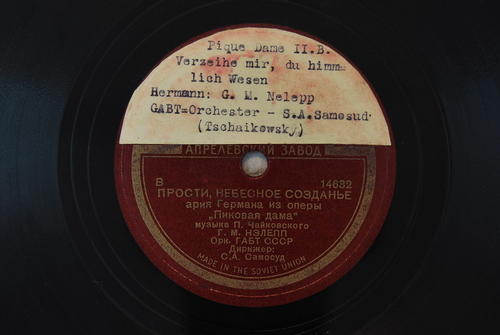 Pique Dame II.B.
Verzeihe mir, du himm=
lich Wesen
Hermann: G. M. Nelepp
GABT=Orchester - S.A.Samosud
(Tschaikowsky)
АПРЕЛЕВСКИЙ ЗАВОД
В 14632
ПРОСТИ, НЕБЕСНОЕ СОЗДАНЬЕ
ария Германа из оперы
„Пиковая дама"
музыка П. Чайковского
Г. М. НЭЛЕПП
Орк. ГАБТ СССР
Дирижер:
С.А. Самосуд
MADE IN THE SOVIET UNION